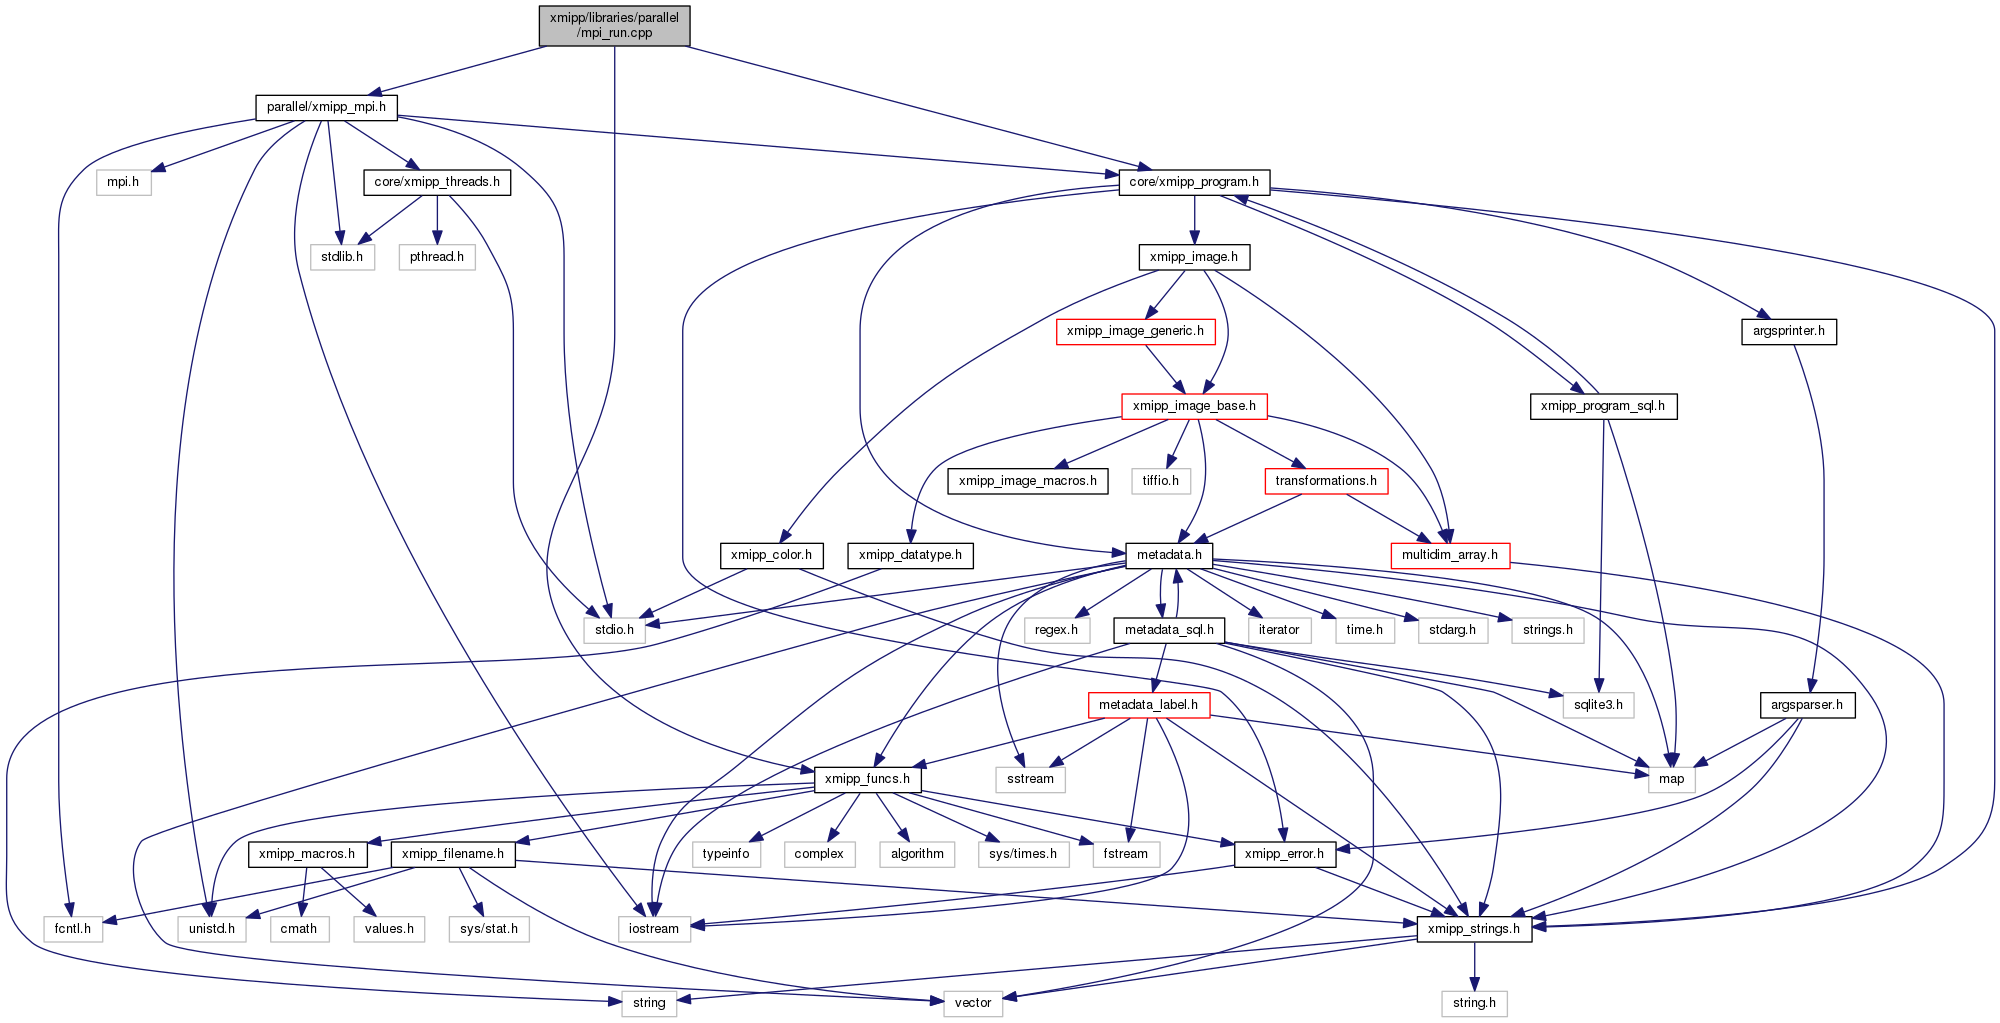 xmipp/libraries/parallel
/mpi_run.cpp
parallel/xmipp_mpi.h
mpi.h
core/xmipp_threads.h
core/xmipp_program.h
stdlib.h
pthread.h
xmipp_image.h
xmipp_image_generic.h
argsprinter.h
xmipp_image_base.h
xmipp_program_sql.h
xmipp_image_macros.h
tiffio.h
transformations.h
xmipp_color.h
xmipp_datatype.h
metadata.h
multidim_array.h
stdio.h
regex.h
metadata_sql.h
iterator
time.h
stdarg.h
strings.h
metadata_label.h
sqlite3.h
argsparser.h
xmipp_funcs.h
sstream
map
xmipp_macros.h
xmipp_filename.h
typeinfo
complex
algorithm
sys/times.h
fstream
xmipp_error.h
fcntl.h
unistd.h
cmath
values.h
sys/stat.h
iostream
xmipp_strings.h
string
vector
string.h